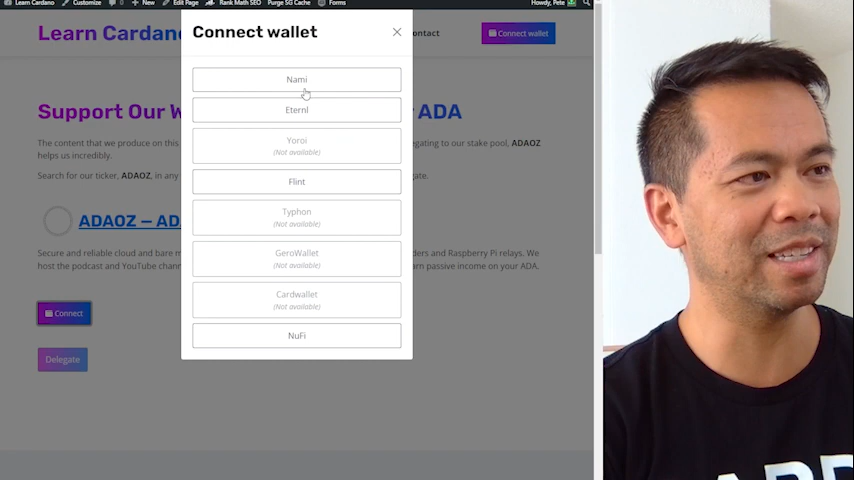 Learn Cardano Customize 0 New Edit Page Rank Math SEO Purge SG Cache Forms Howdy, Pete
Learn Cardano
ontact
Connect wallet
Connect wallet
Nami
Eternl
Yoroi
(Not available)
Flint
Typhon
(Not available)
GeroWallet
(Not available)
Cardwallet
(Not available)
NuFi
Support Our W
ADA
The content that we produce on this
egating to our stake pool, ADAOZ
helps us incredibly.
Search for our ticker, ADAOZ, in any
gate.
ADAOZ — AD
Secure and reliable cloud and bare m
ders and Raspberry Pi relays. We
host the podcast and YouTube chann
rn passive income on your ADA.
Connect
Delegate